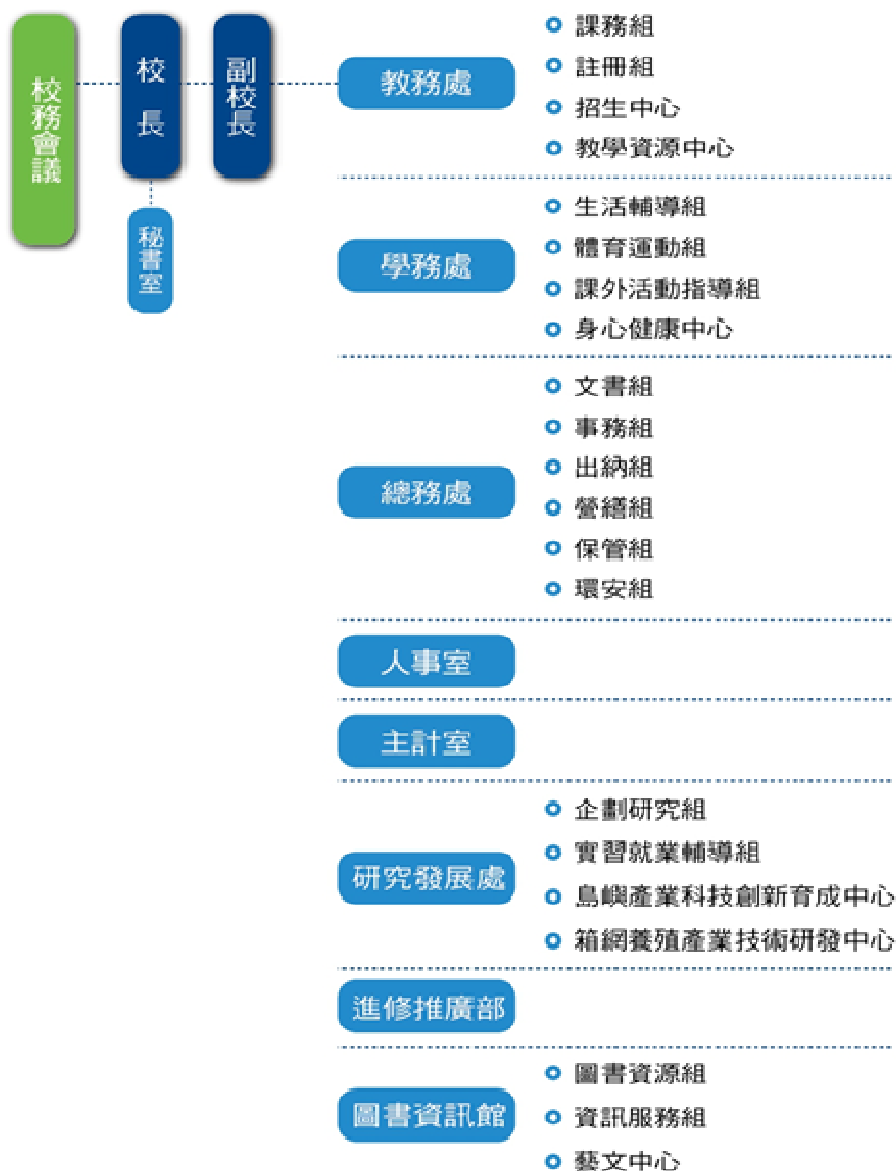 校務會議
校長
副校長
秘書室
教務處
課務組
註冊組
招生中心
教學資源中心
學務處
生活輔導組
體育運動組
課外活動指導組
身心健康中心
總務處
文書組
事務組
出納組
營繕組
保管組
環安組
人事室
主計室
研究發展處
企劃研究組
實習就業輔導組
島嶼產業科技創新育成中心
箱網養殖產業技術研發中心
進修推廣部
圖書資訊館
圖書資源組
資訊服務組
藝文中心